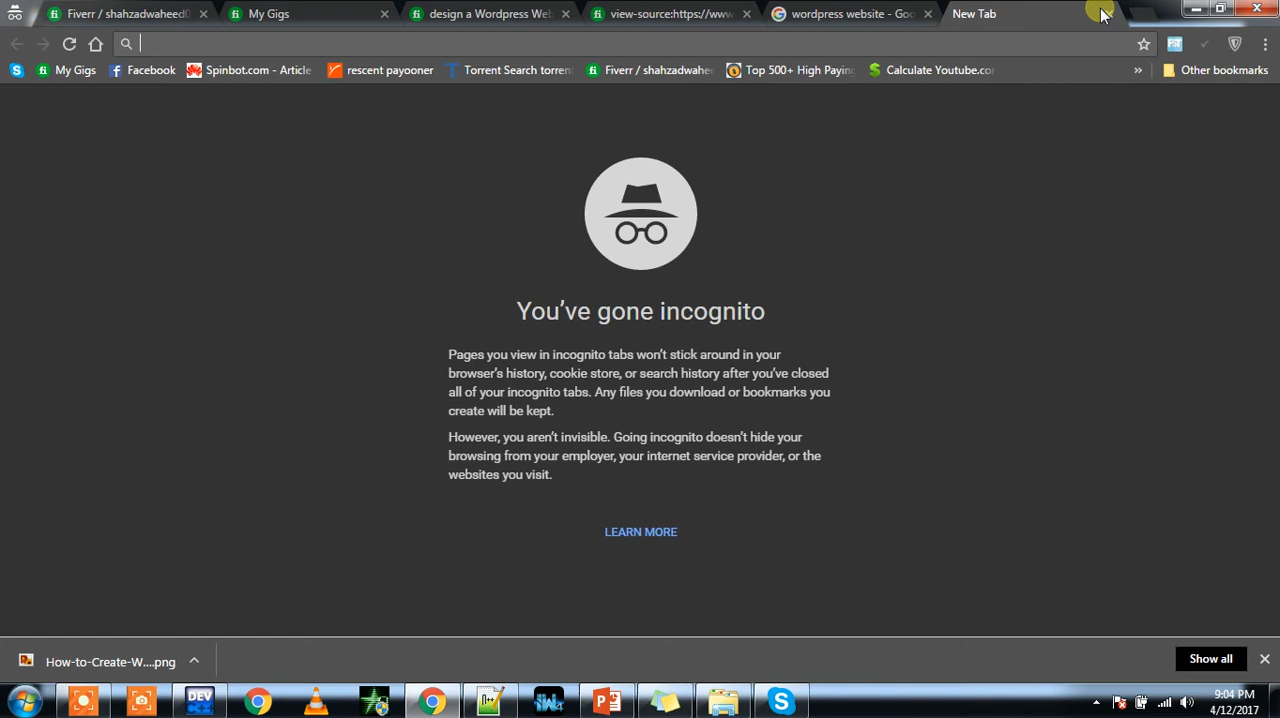 Fiverr / shahzadwaheed0
My Gigs
design a Wordpress Web
view-source:https://www
wordpress website - Goo
New Tab
My Gigs
Facebook
Spinbot.com - Article
rescent payooner
Torrent Search torren
Fiverr / shahzadwahe
Top 500+ High Paying
Calculate Youtube.co
»
Other bookmarks
You've gone incognito
Pages you view in incognito tabs won't stick around in your
browser's history, cookie store, or search history after you've closed
all of your incognito tabs. Any files you download or bookmarks you
create will be kept.
However, you aren't invisible. Going incognito doesn't hide your
browsing from your employer, your internet service provider, or the
websites you visit.
LEARN MORE
How-to-Create-W....png
Show all
DEV
9:04 PM
4/12/2017